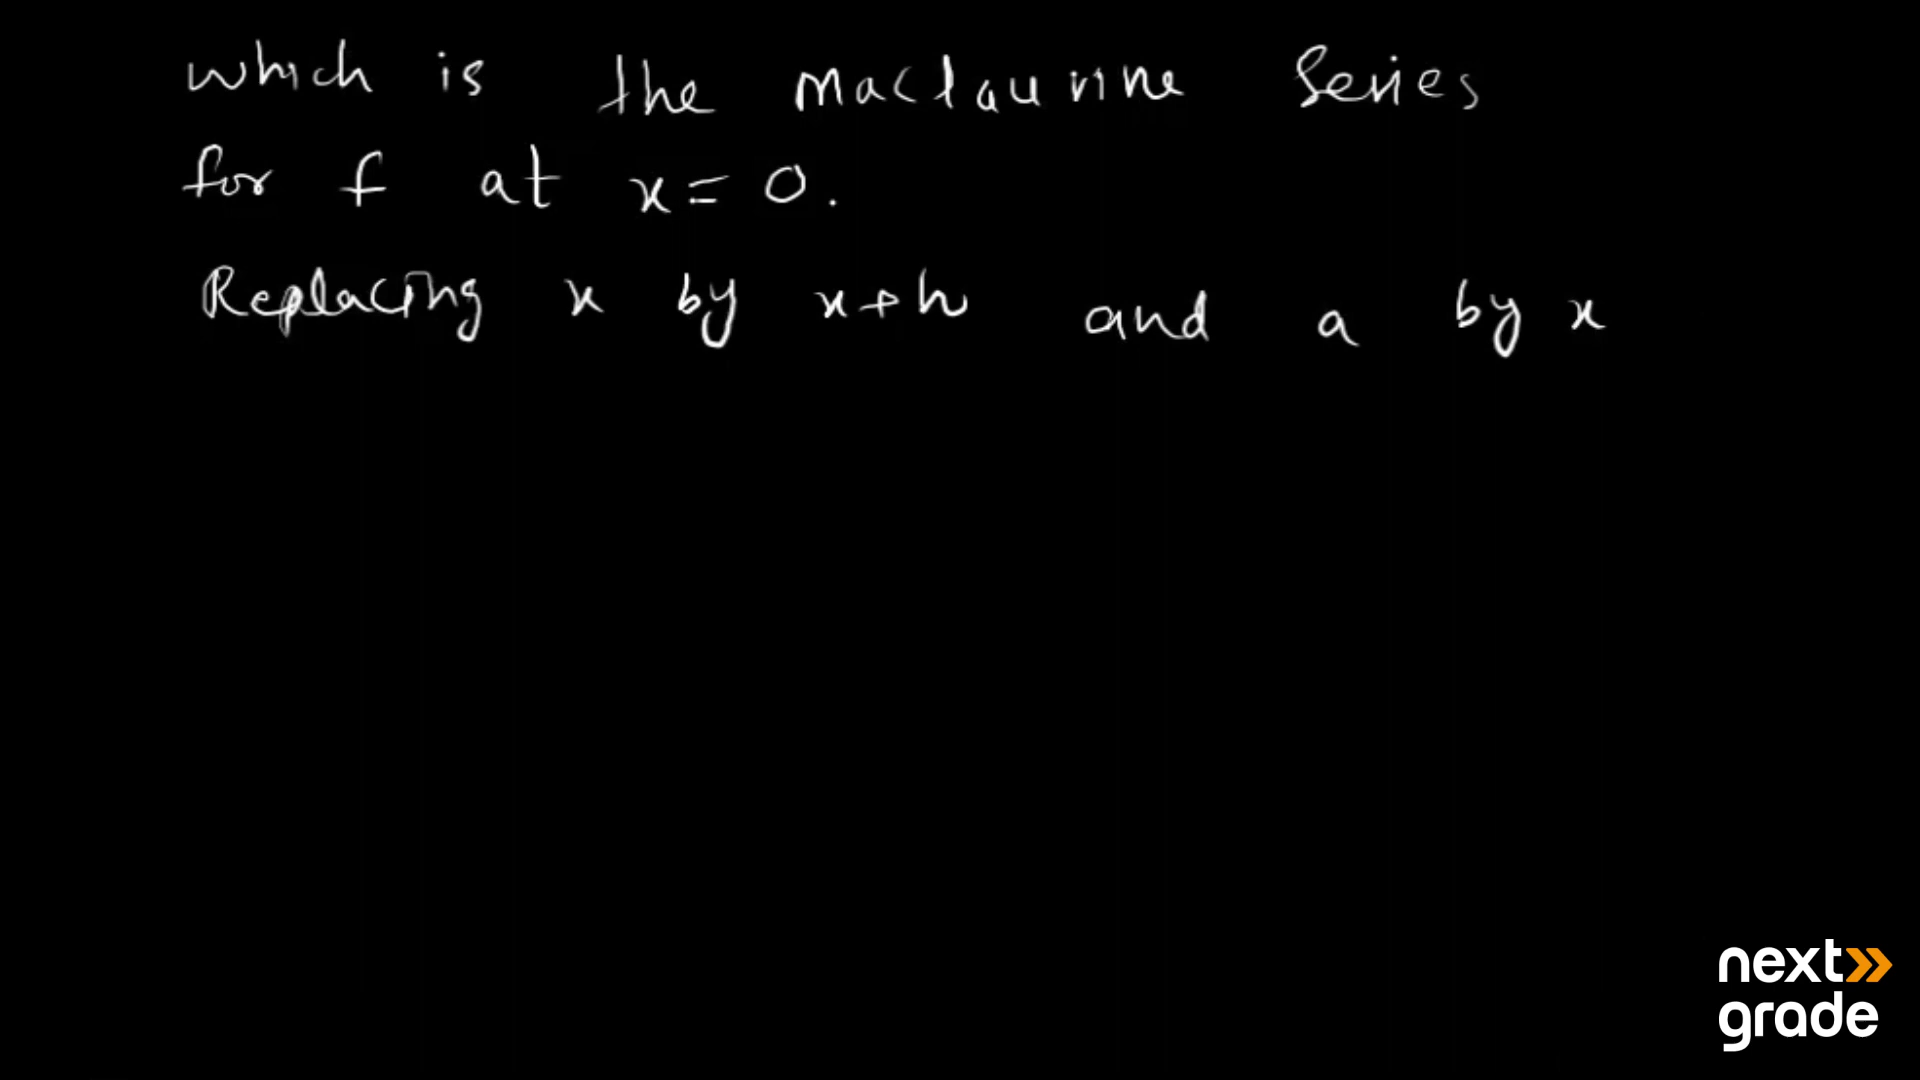 which is the maclaurine Series
for f at x = 0.
Replacing x by x+h and a by x
next
grade